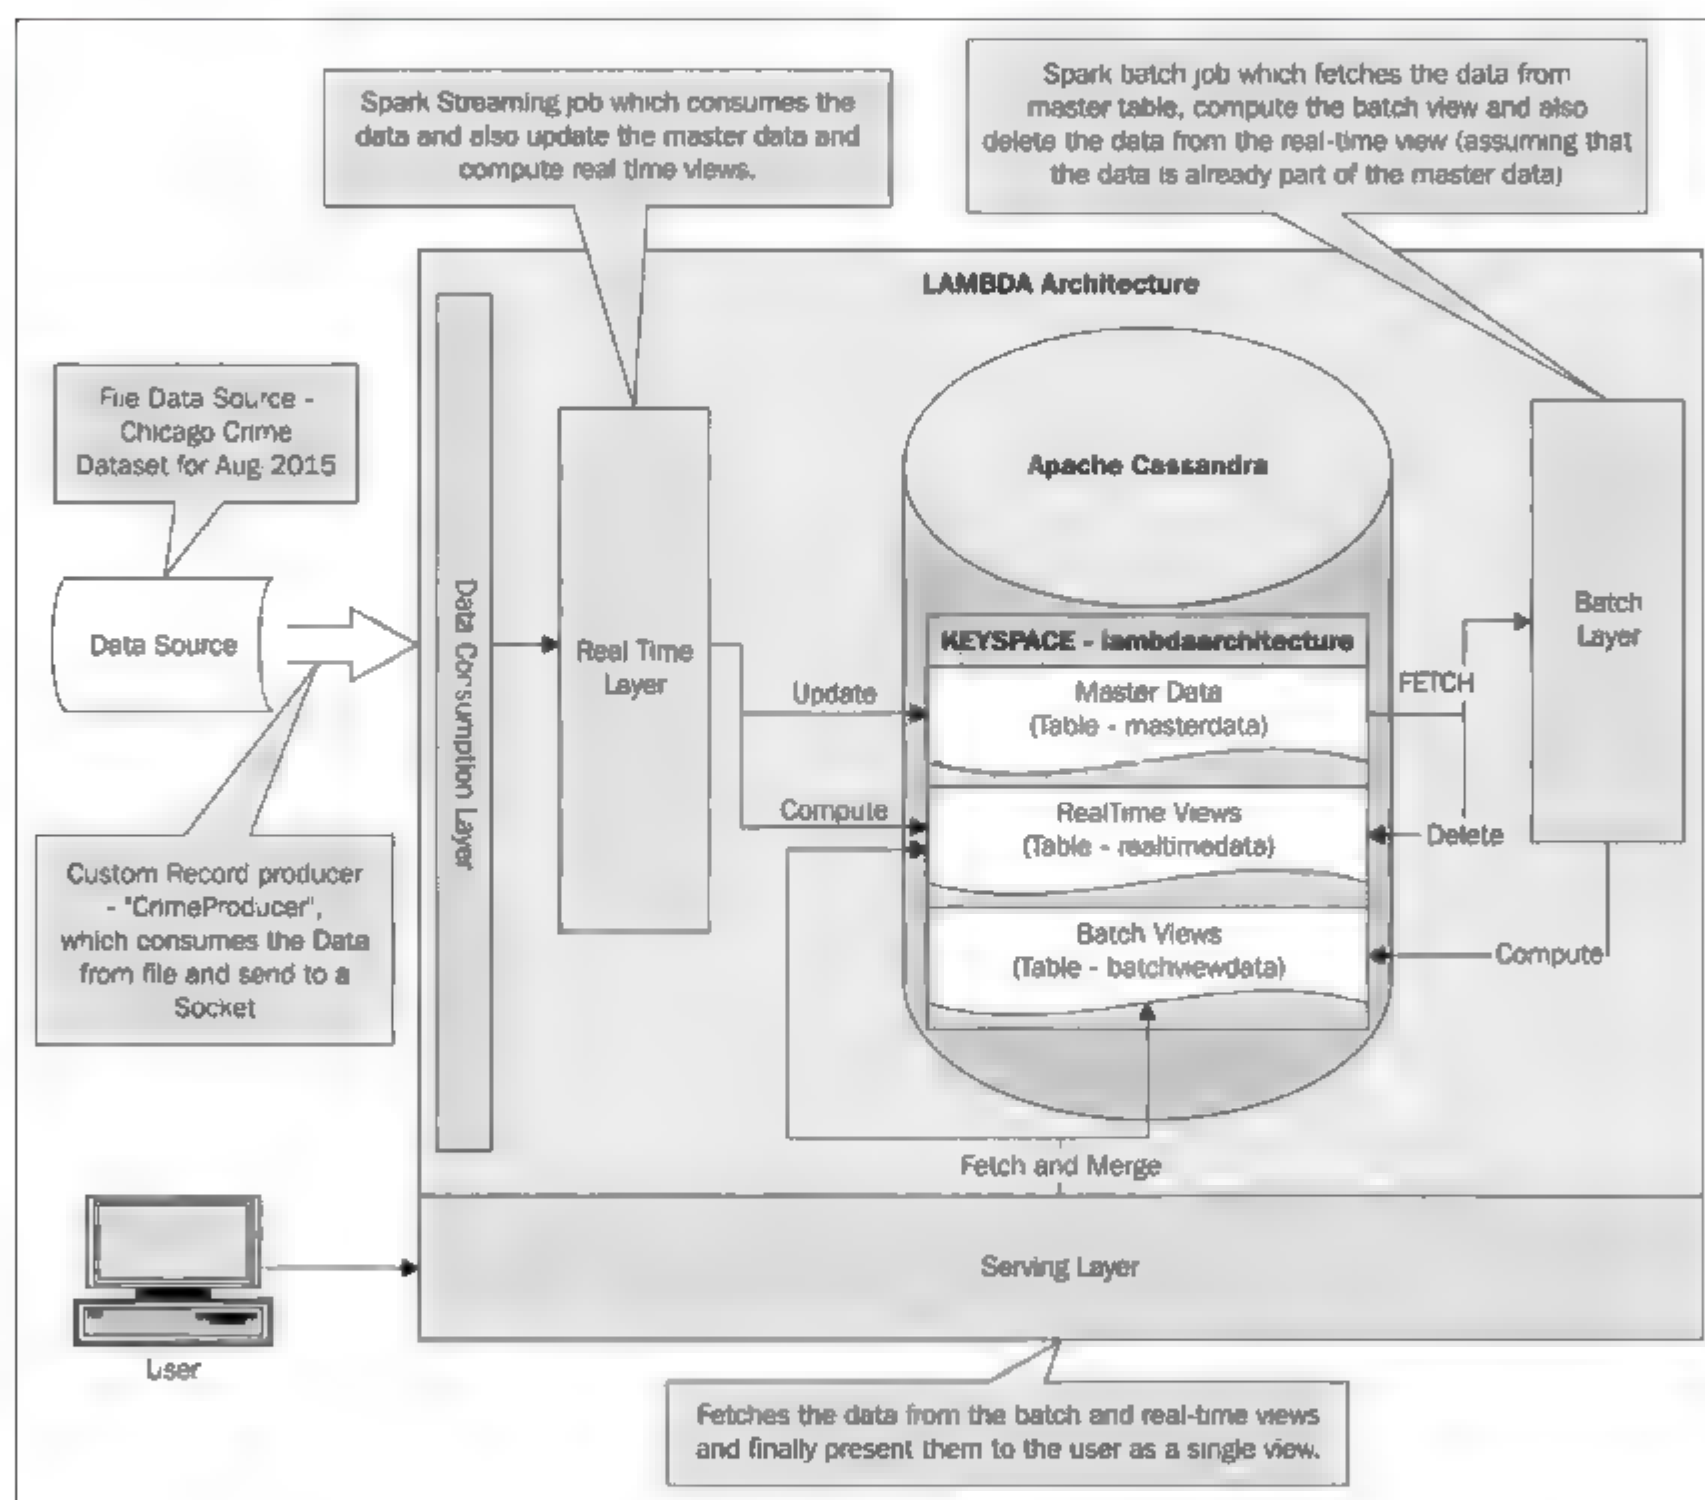 Spark Streaming job which consumes the
data and also update the master data and
compute real time views.
Spark batch job which fetches the data from
master table, compute the batch view and also
delete the data from the real-time view (assuming that
the data is already part of the master data)
LAMBDA Architecture
File Data Source -
Chicago Crime
Dataset for Aug 2015
Apache Cassandra
Data Source
Data Consumption Layer
Real Time
Layer
Batch
Layer
KEYSPACE - lambdaarchitecture
Update
Master Data
(Table - masterdata)
FETCH
Compute
RealTime Views
(Table - realtimedata)
Delete
Custom Record producer
- "CrimeProducer",
which consumes the Data
from file and send to a
Socket
Batch Views
(Table - batchviewdata)
Compute
Fetch and Merge
Serving Layer
User
Fetches the data from the batch and real-time views
and finally present them to the user as a single view.